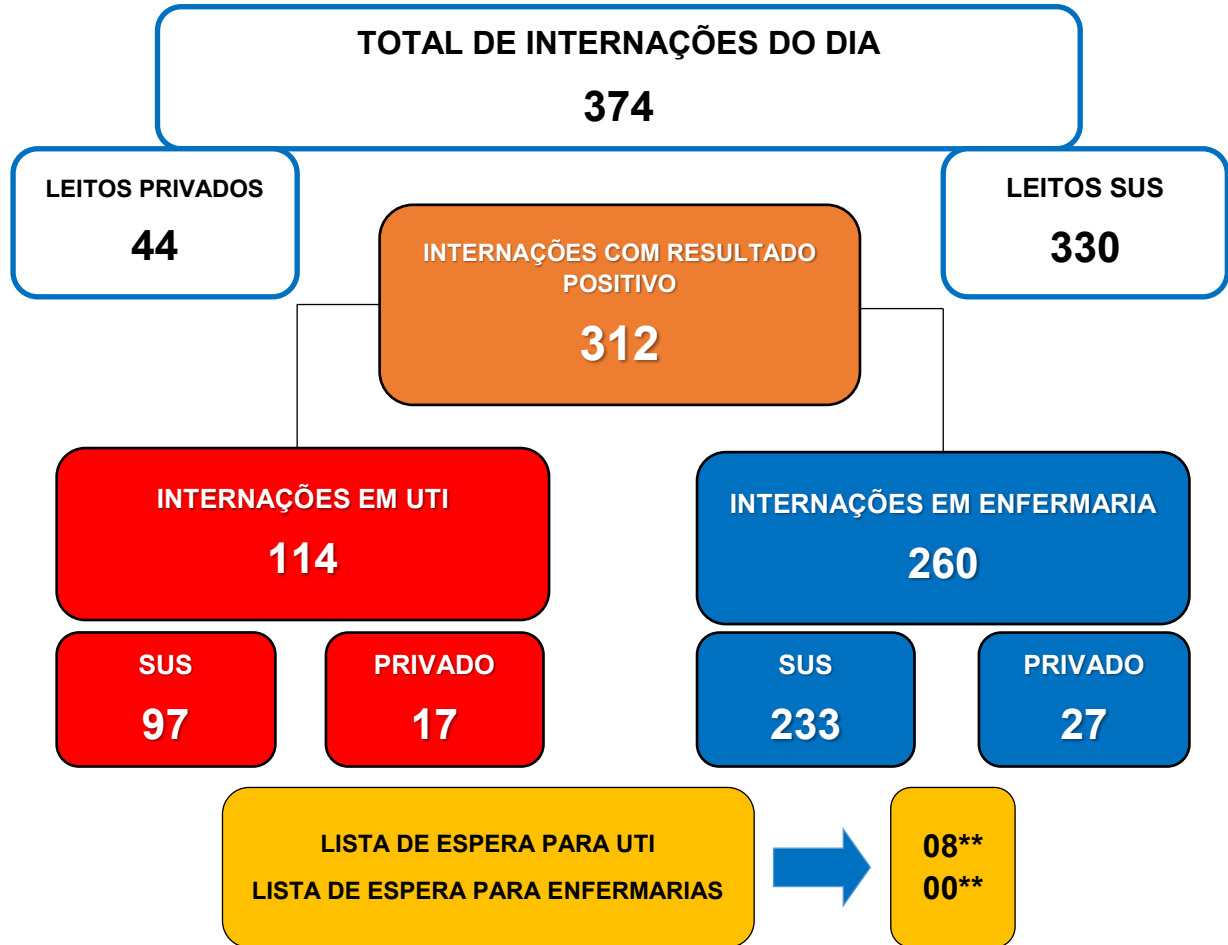 TOTAL DE INTERNAÇÕES DO DIA
374
LEITOS PRIVADOS
44
LEITOS SUS
330
INTERNAÇÕES COM RESULTADO
POSITIVO
312
INTERNAÇÕES EM UTI
114
INTERNAÇÕES EM ENFERMARIA
260
SUS
97
PRIVADO
17
SUS
233
PRIVADO
27
LISTA DE ESPERA PARA UTI
LISTA DE ESPERA PARA ENFERMARIAS
08**
00**